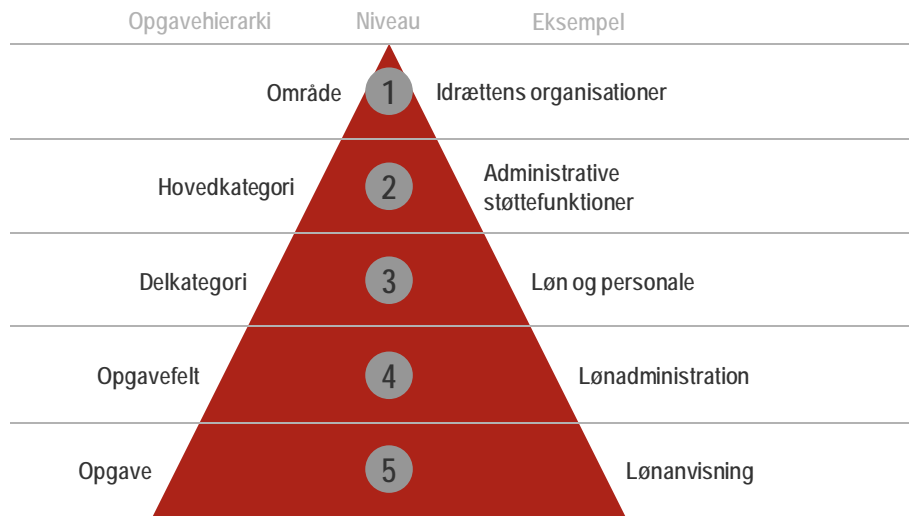 Opgavehierarki Niveau Eksempel
Område 1 Idrættens organisationer
Hovedkategori 2 Administrative
støttefunktioner
Delkategori 3 Løn og personale
Opgavefelt 4 Lønadministration
Opgave 5 Lønanvisning